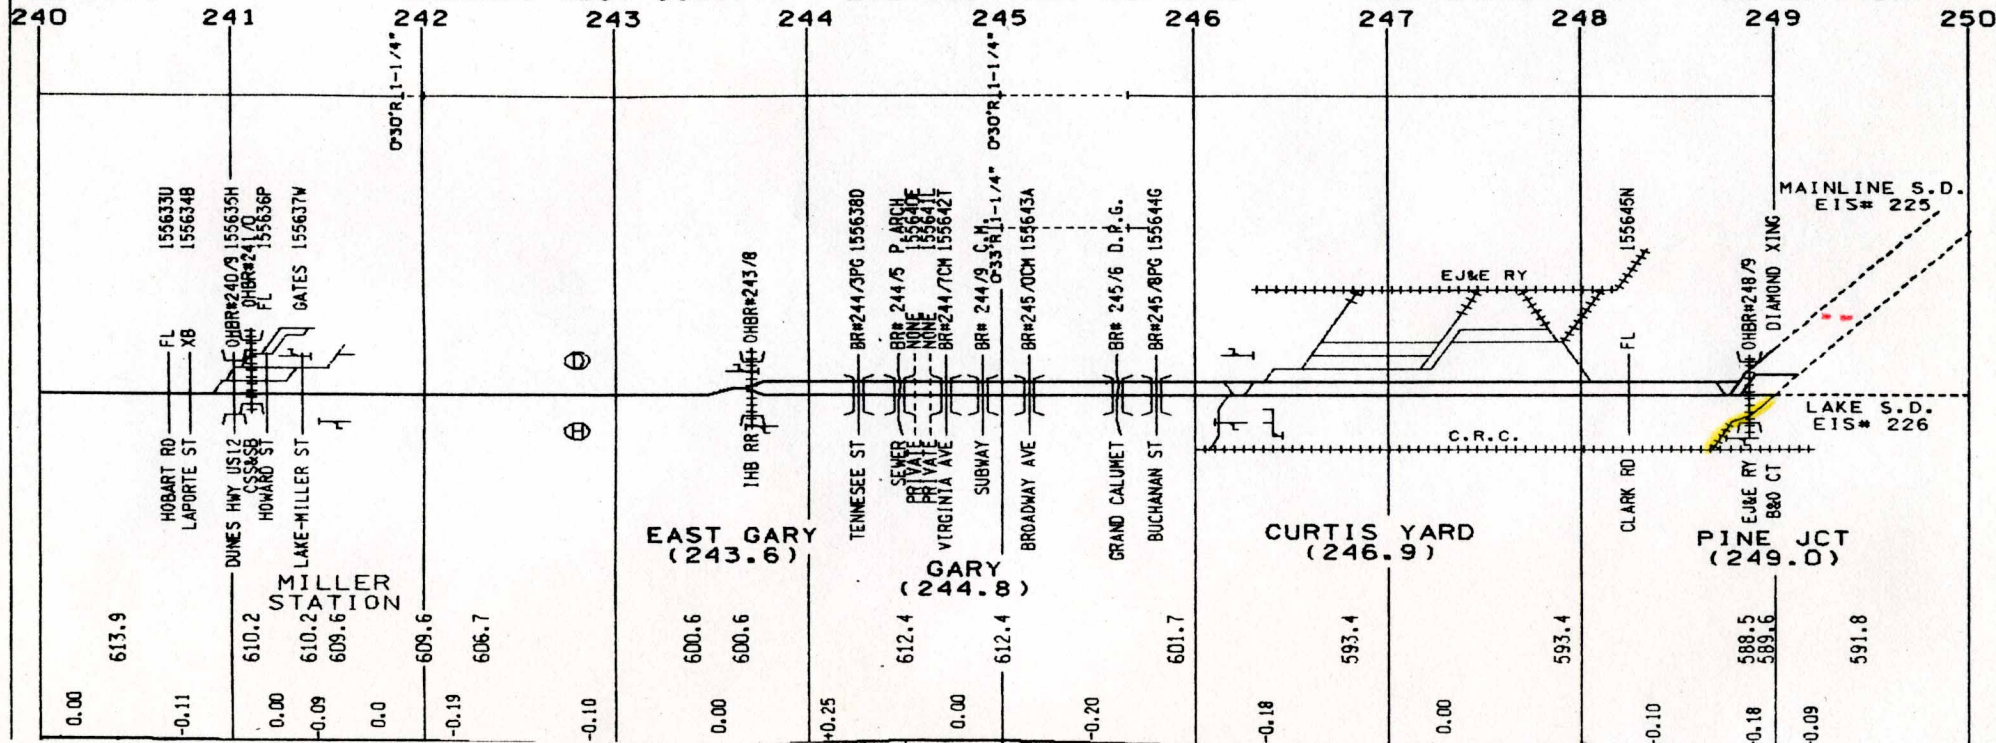 240 241 242 243 244 245 246 247 248 249 250
0°30'R 1-1/4"
0°30'R 1-1/4"
0°33'R 1-1/4"
MAINLINE S.D.
EIS# 225
LAKE S.D.
EIS# 226
FL 155633U
XB 155634B
OHBR#240/9 155635H
OHBR#241/0
FL 155636P
GATES 155637W
OHBR#243/8
BR#244/3PG 155638D
BR# 244/5 P ARCH
NONE 155640E
NONE 155641L
BR#244/7CM 155642T
BR# 244/9 C.M.
BR#245/0CM 155643A
BR# 245/6 D.P.G.
BR#245/8PG 155644G
EJ&E RY
FL 155645N
OHBR#248/9
DIAMOND XING
C.R.C.
HOBART RD
LAPORTE ST
DUNES HWY US12
CSS&SB
HOWARD ST
LAKE-MILLER ST
IHB RR
TENNESEE ST
SEWER
PRIVATE
PRIVATE
VIRGINIA AVE
SUBWAY
BROADWAY AVE
GRAND CALUMET
BUCHANAN ST
CLARK RD
EJ&E RY
B&O CT
MILLER
STATION
EAST GARY
(243.6)
GARY
(244.8)
CURTIS YARD
(246.9)
PINE JCT
(249.0)
613.9 610.2 610.2 609.6 609.6 606.7 600.6 600.6 612.4 612.4 601.7 593.4 593.4 588.5 589.6 591.8
0.00 -0.11 0.00 -0.09 0.0 -0.19 -0.10 0.00 +0.25 0.00 -0.20 -0.18 0.00 -0.10 -0.18 -0.09